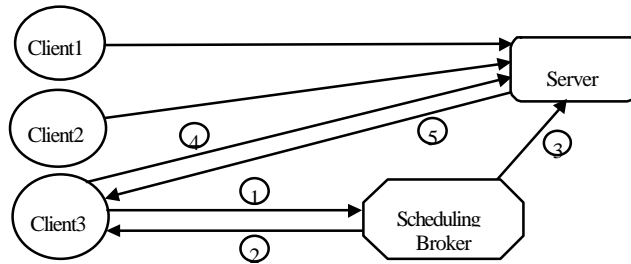 Client1
Server
Client2
4
5
3
1
Client3
Scheduling
Broker
2